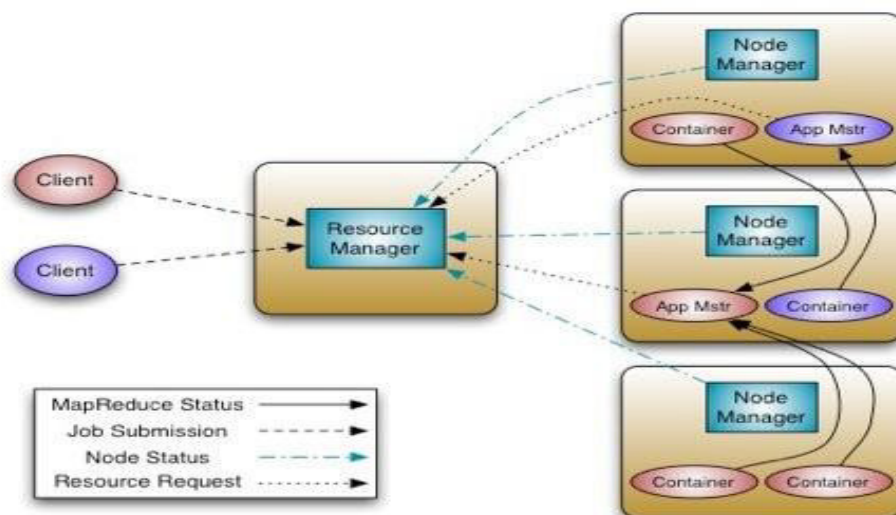 Client
Client
Resource
Manager
Node
Manager
Container
App Mstr
Node
Manager
App Mstr
Container
Node
Manager
Container
Container
MapReduce Status
Job Submission
Node Status
Resource Request